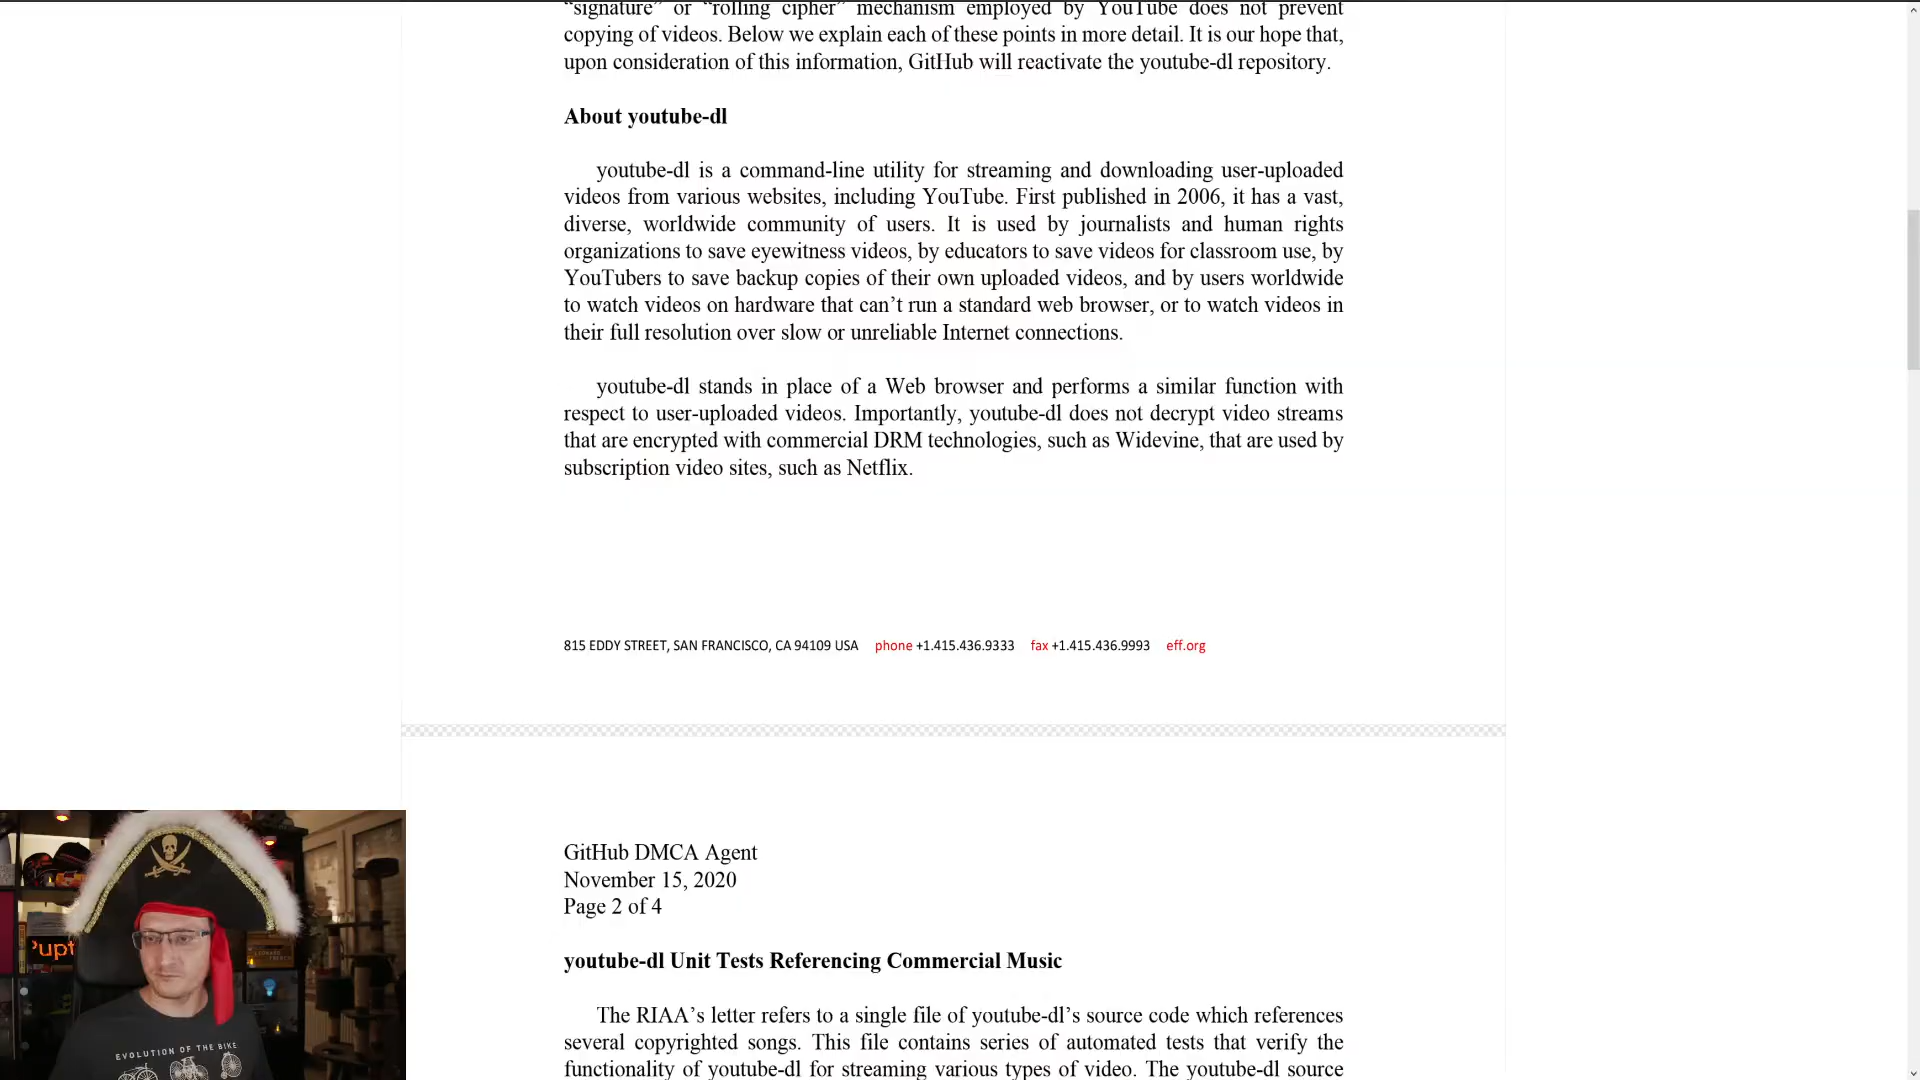 “signature” or “rolling cipher” mechanism employed by YouTube does not prevent
copying of videos. Below we explain each of these points in more detail. It is our hope that,
upon consideration of this information, GitHub will reactivate the youtube-dl repository.
About youtube-dl
youtube-dl is a command-line utility for streaming and downloading user-uploaded
videos from various websites, including YouTube. First published in 2006, it has a vast,
diverse, worldwide community of users. It is used by journalists and human rights
organizations to save eyewitness videos, by educators to save videos for classroom use, by
YouTubers to save backup copies of their own uploaded videos, and by users worldwide
to watch videos on hardware that can’t run a standard web browser, or to watch videos in
their full resolution over slow or unreliable Internet connections.
youtube-dl stands in place of a Web browser and performs a similar function with
respect to user-uploaded videos. Importantly, youtube-dl does not decrypt video streams
that are encrypted with commercial DRM technologies, such as Widevine, that are used by
subscription video sites, such as Netflix.
815 EDDY STREET, SAN FRANCISCO, CA 94109 USA phone +1.415.436.9333 fax +1.415.436.9993 eff.org
GitHub DMCA Agent
November 15, 2020
Page 2 of 4
youtube-dl Unit Tests Referencing Commercial Music
The RIAA’s letter refers to a single file of youtube-dl’s source code which references
several copyrighted songs. This file contains series of automated tests that verify the
functionality of youtube-dl for streaming various types of video. The youtube-dl source
EVOLUTION OF THE BIKE